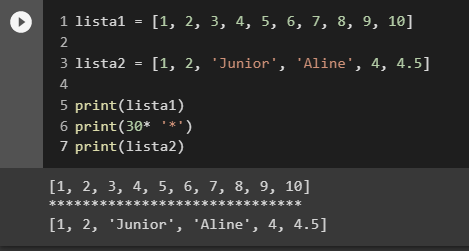 1 lista1 = [1, 2, 3, 4, 5, 6, 7, 8, 9, 10]
2
3 lista2 = [1, 2, 'Junior', 'Aline', 4, 4.5]
4
5 print(lista1)
6 print(30* '*')
7 print(lista2)
[1, 2, 3, 4, 5, 6, 7, 8, 9, 10]
******************************
[1, 2, 'Junior', 'Aline', 4, 4.5]